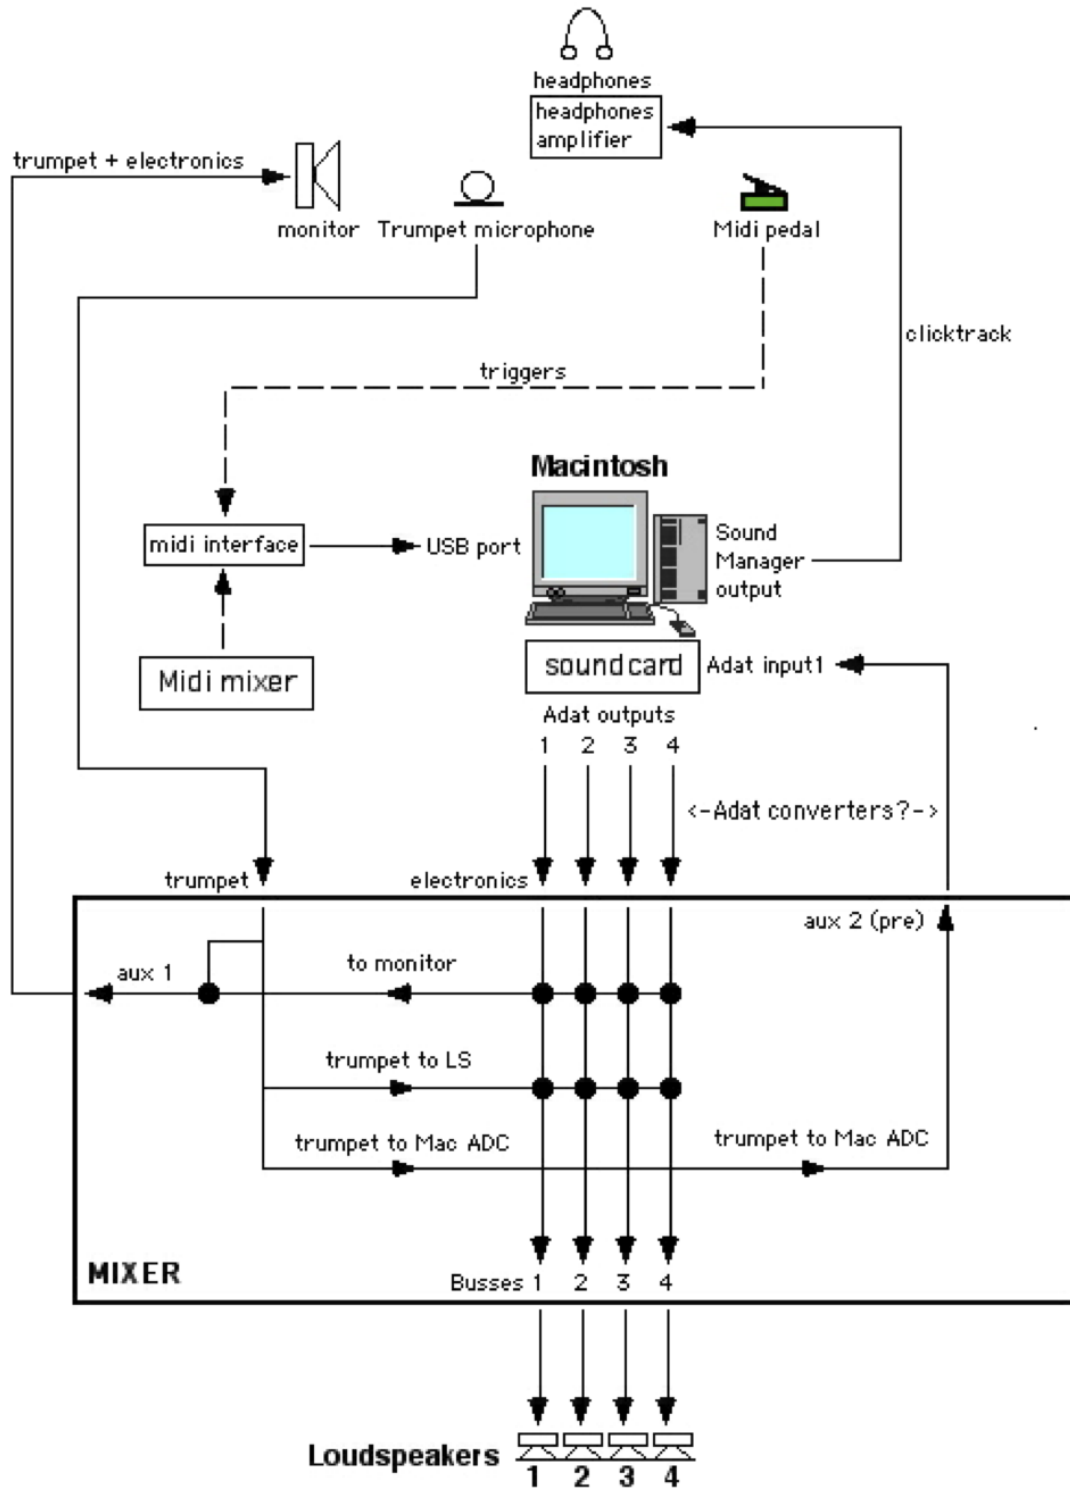 headphones
headphones
amplifier
trumpet + electronics
monitor
Trumpet microphone
Midi pedal
clicktrack
triggers
Macintosh
midi interface
USB port
Sound
Manager
output
Midi mixer
sound card
Adat input1
Adat outputs
1 2 3 4
<-Adat converters?->
trumpet
electronics
aux 2 (pre)
aux 1
to monitor
trumpet to LS
trumpet to Mac ADC
trumpet to Mac ADC
MIXER
Busses 1 2 3 4
Loudspeakers
1 2 3 4